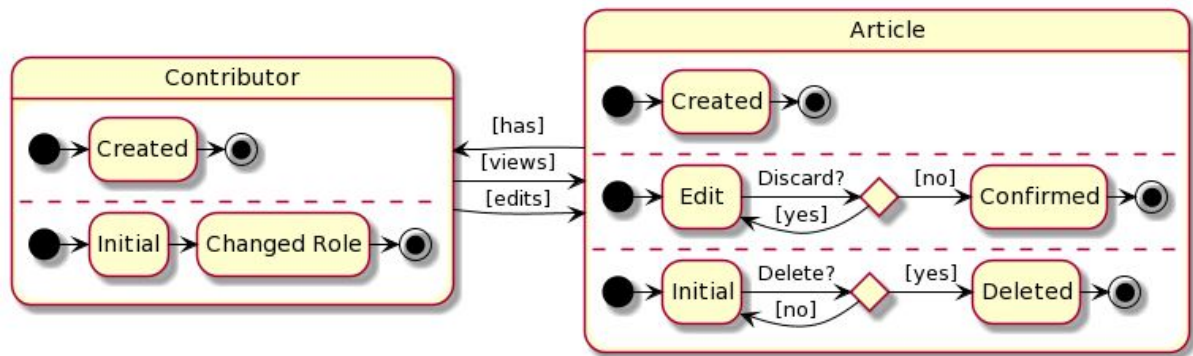 Contributor
Created
Initial
Changed Role
[has]
[views]
[edits]
Article
Created
Edit
Discard?
[yes]
[no]
Confirmed
Initial
Delete?
[no]
[yes]
Deleted